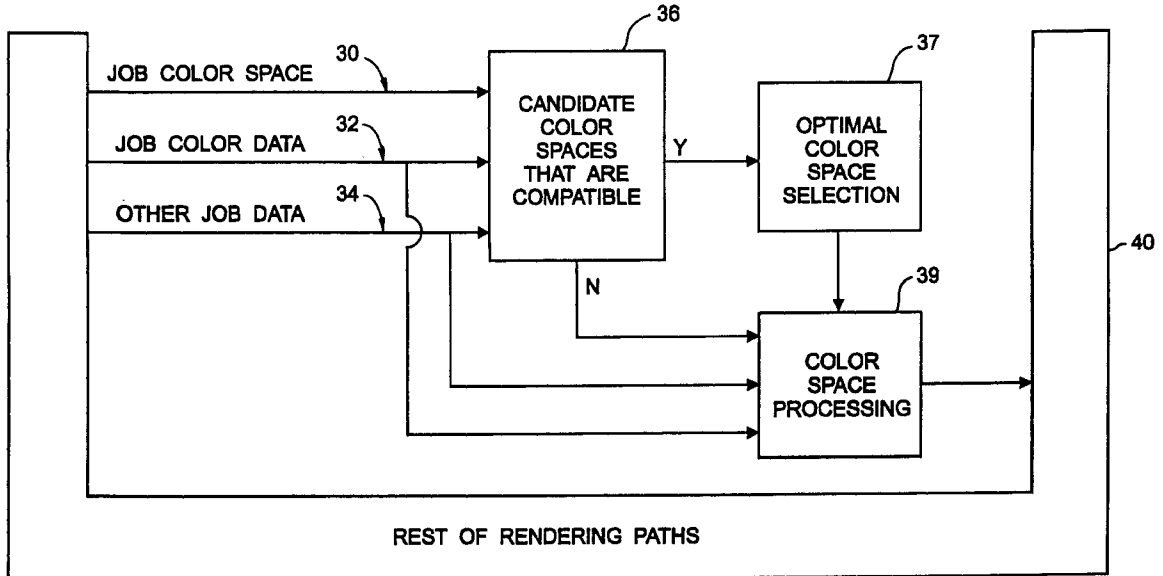 36
37
JOB COLOR SPACE
30
JOB COLOR DATA
32
OTHER JOB DATA
34
CANDIDATE
COLOR
SPACES
THAT ARE
COMPATIBLE
Y
OPTIMAL
COLOR
SPACE
SELECTION
40
N
39
COLOR
SPACE
PROCESSING
REST OF RENDERING PATHS